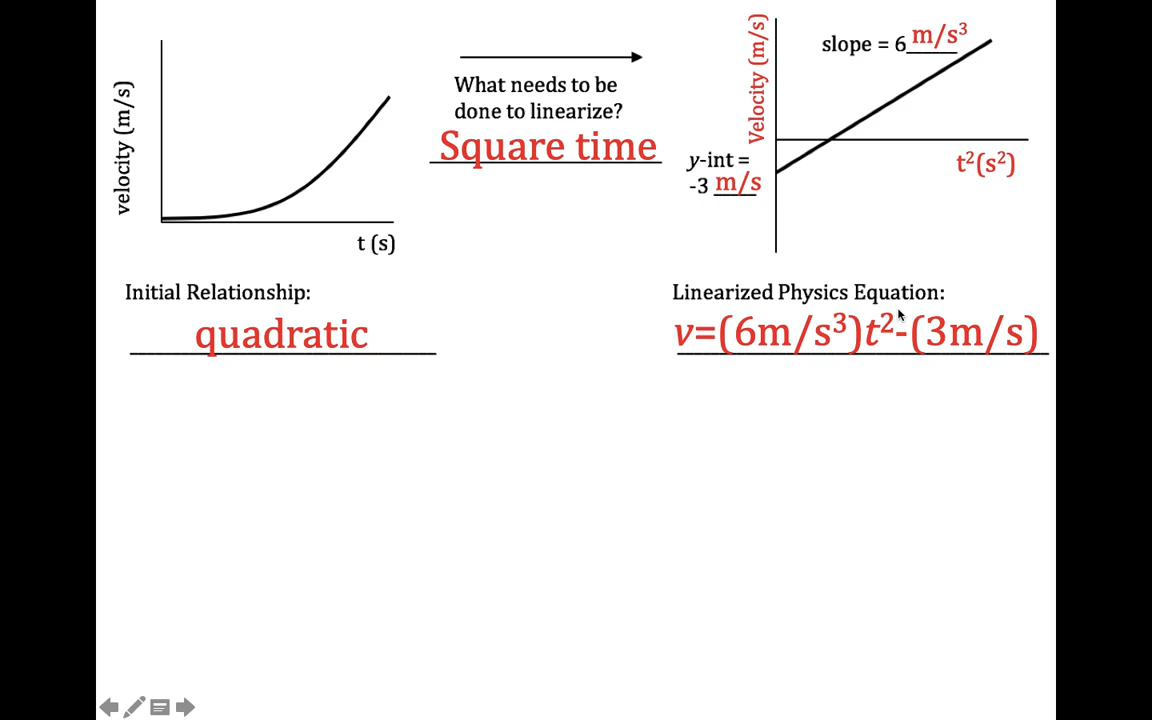 velocity (m/s)
t (s)
What needs to be
done to linearize?
Square time
Velocity (m/s)
slope = 6 m/s³
y-int =
-3 m/s
t²(s²)
Initial Relationship:
quadratic
Linearized Physics Equation:
v=(6m/s³)t²-(3m/s)